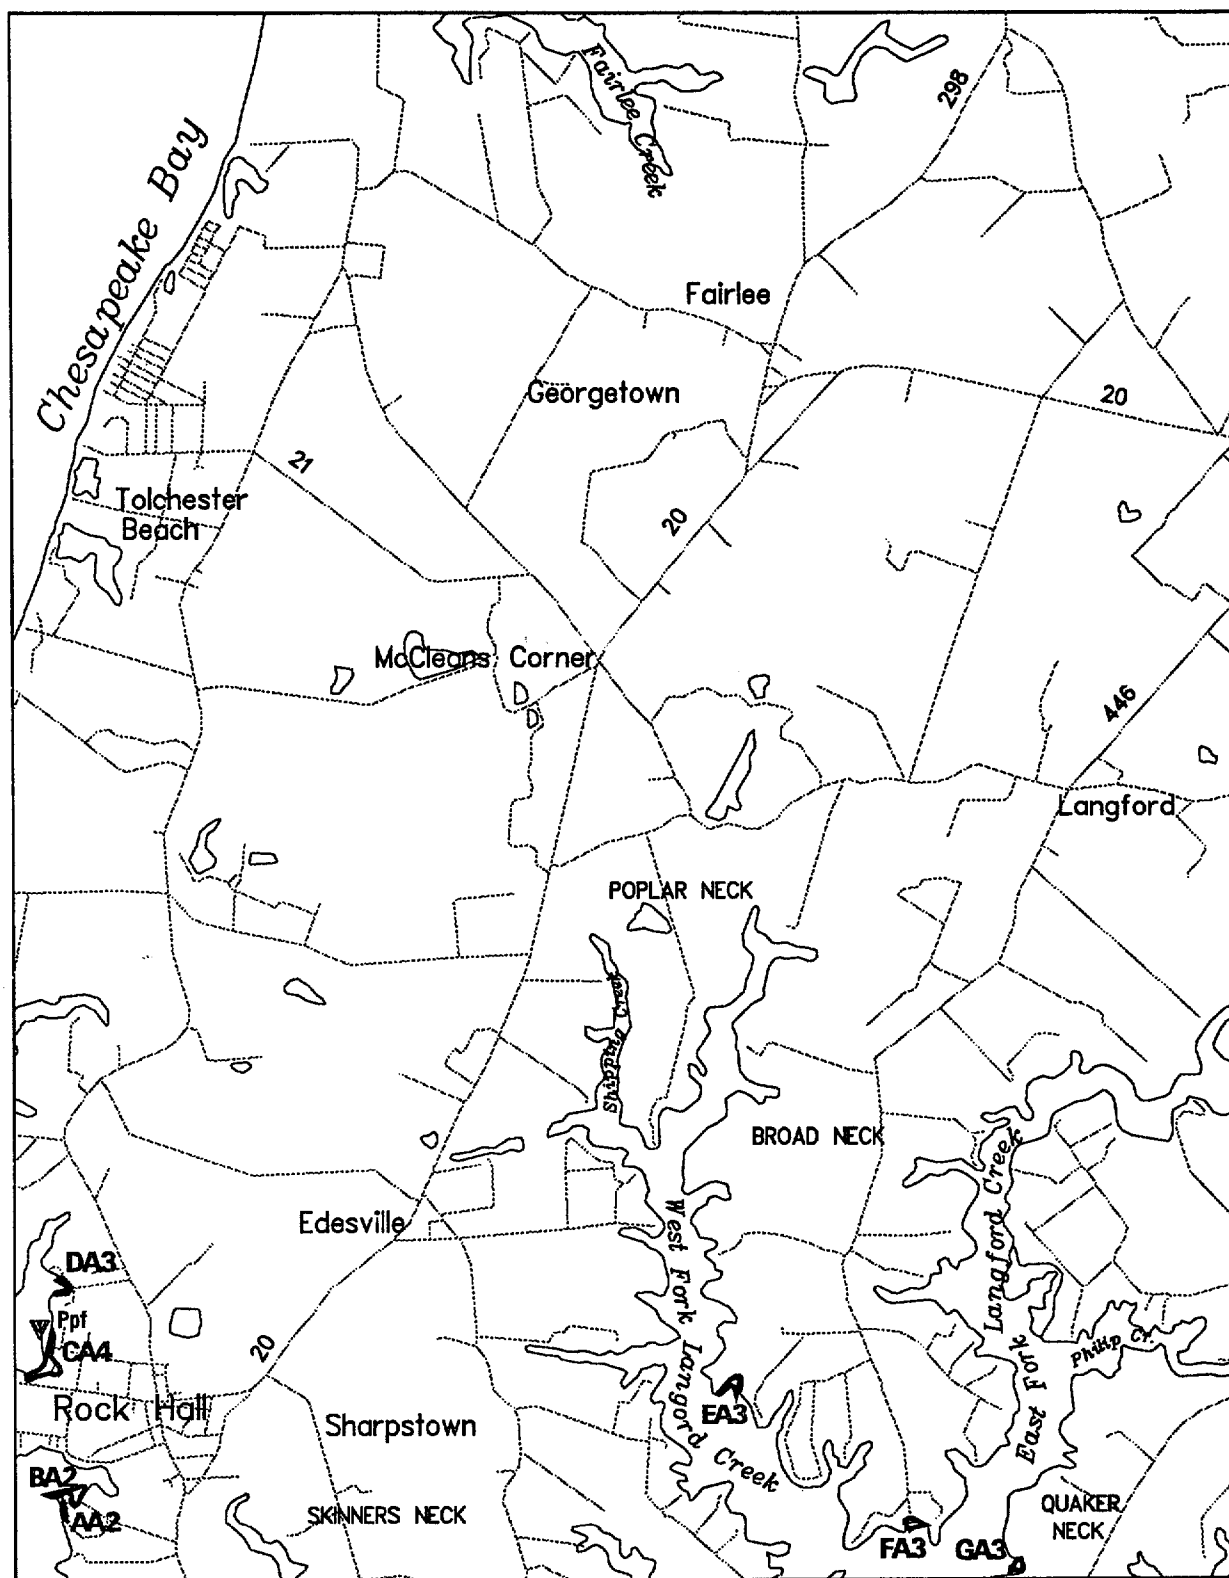 Fairlee Creek
298
Chesapeake Bay
Fairlee
Georgetown
20
21
Tolchester
Beach
20
McCleans Corner
446
Langford
POPLAR NECK
Shipping Creek
BROAD NECK
Edesville
DA3
Ppf
CA4
20
Rock Hall
Sharpstown
West Fork Langord Creek
EA3
East Fork Langford Creek
Philip Cr
BA2
AA2
SKINNERS NECK
QUAKER
NECK
FA3
GA3